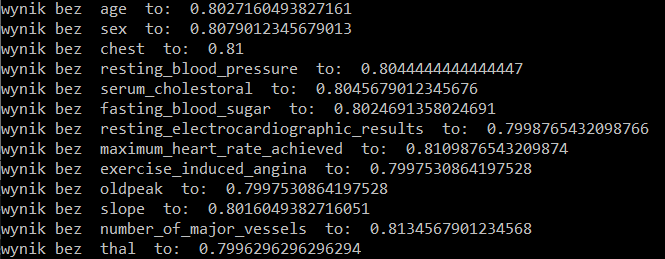 wynik bez  age  to:  0.8027160493827161
wynik bez  sex  to:  0.8079012345679013
wynik bez  chest  to:  0.81
wynik bez  resting_blood_pressure  to:  0.8044444444444447
wynik bez  serum_cholestoral  to:  0.8045679012345676
wynik bez  fasting_blood_sugar  to:  0.8024691358024691
wynik bez  resting_electrocardiographic_results  to:  0.7998765432098766
wynik bez  maximum_heart_rate_achieved  to:  0.8109876543209874
wynik bez  exercise_induced_angina  to:  0.7997530864197528
wynik bez  oldpeak  to:  0.7997530864197528
wynik bez  slope  to:  0.8016049382716051
wynik bez  number_of_major_vessels  to:  0.8134567901234568
wynik bez  thal  to:  0.7996296296296294